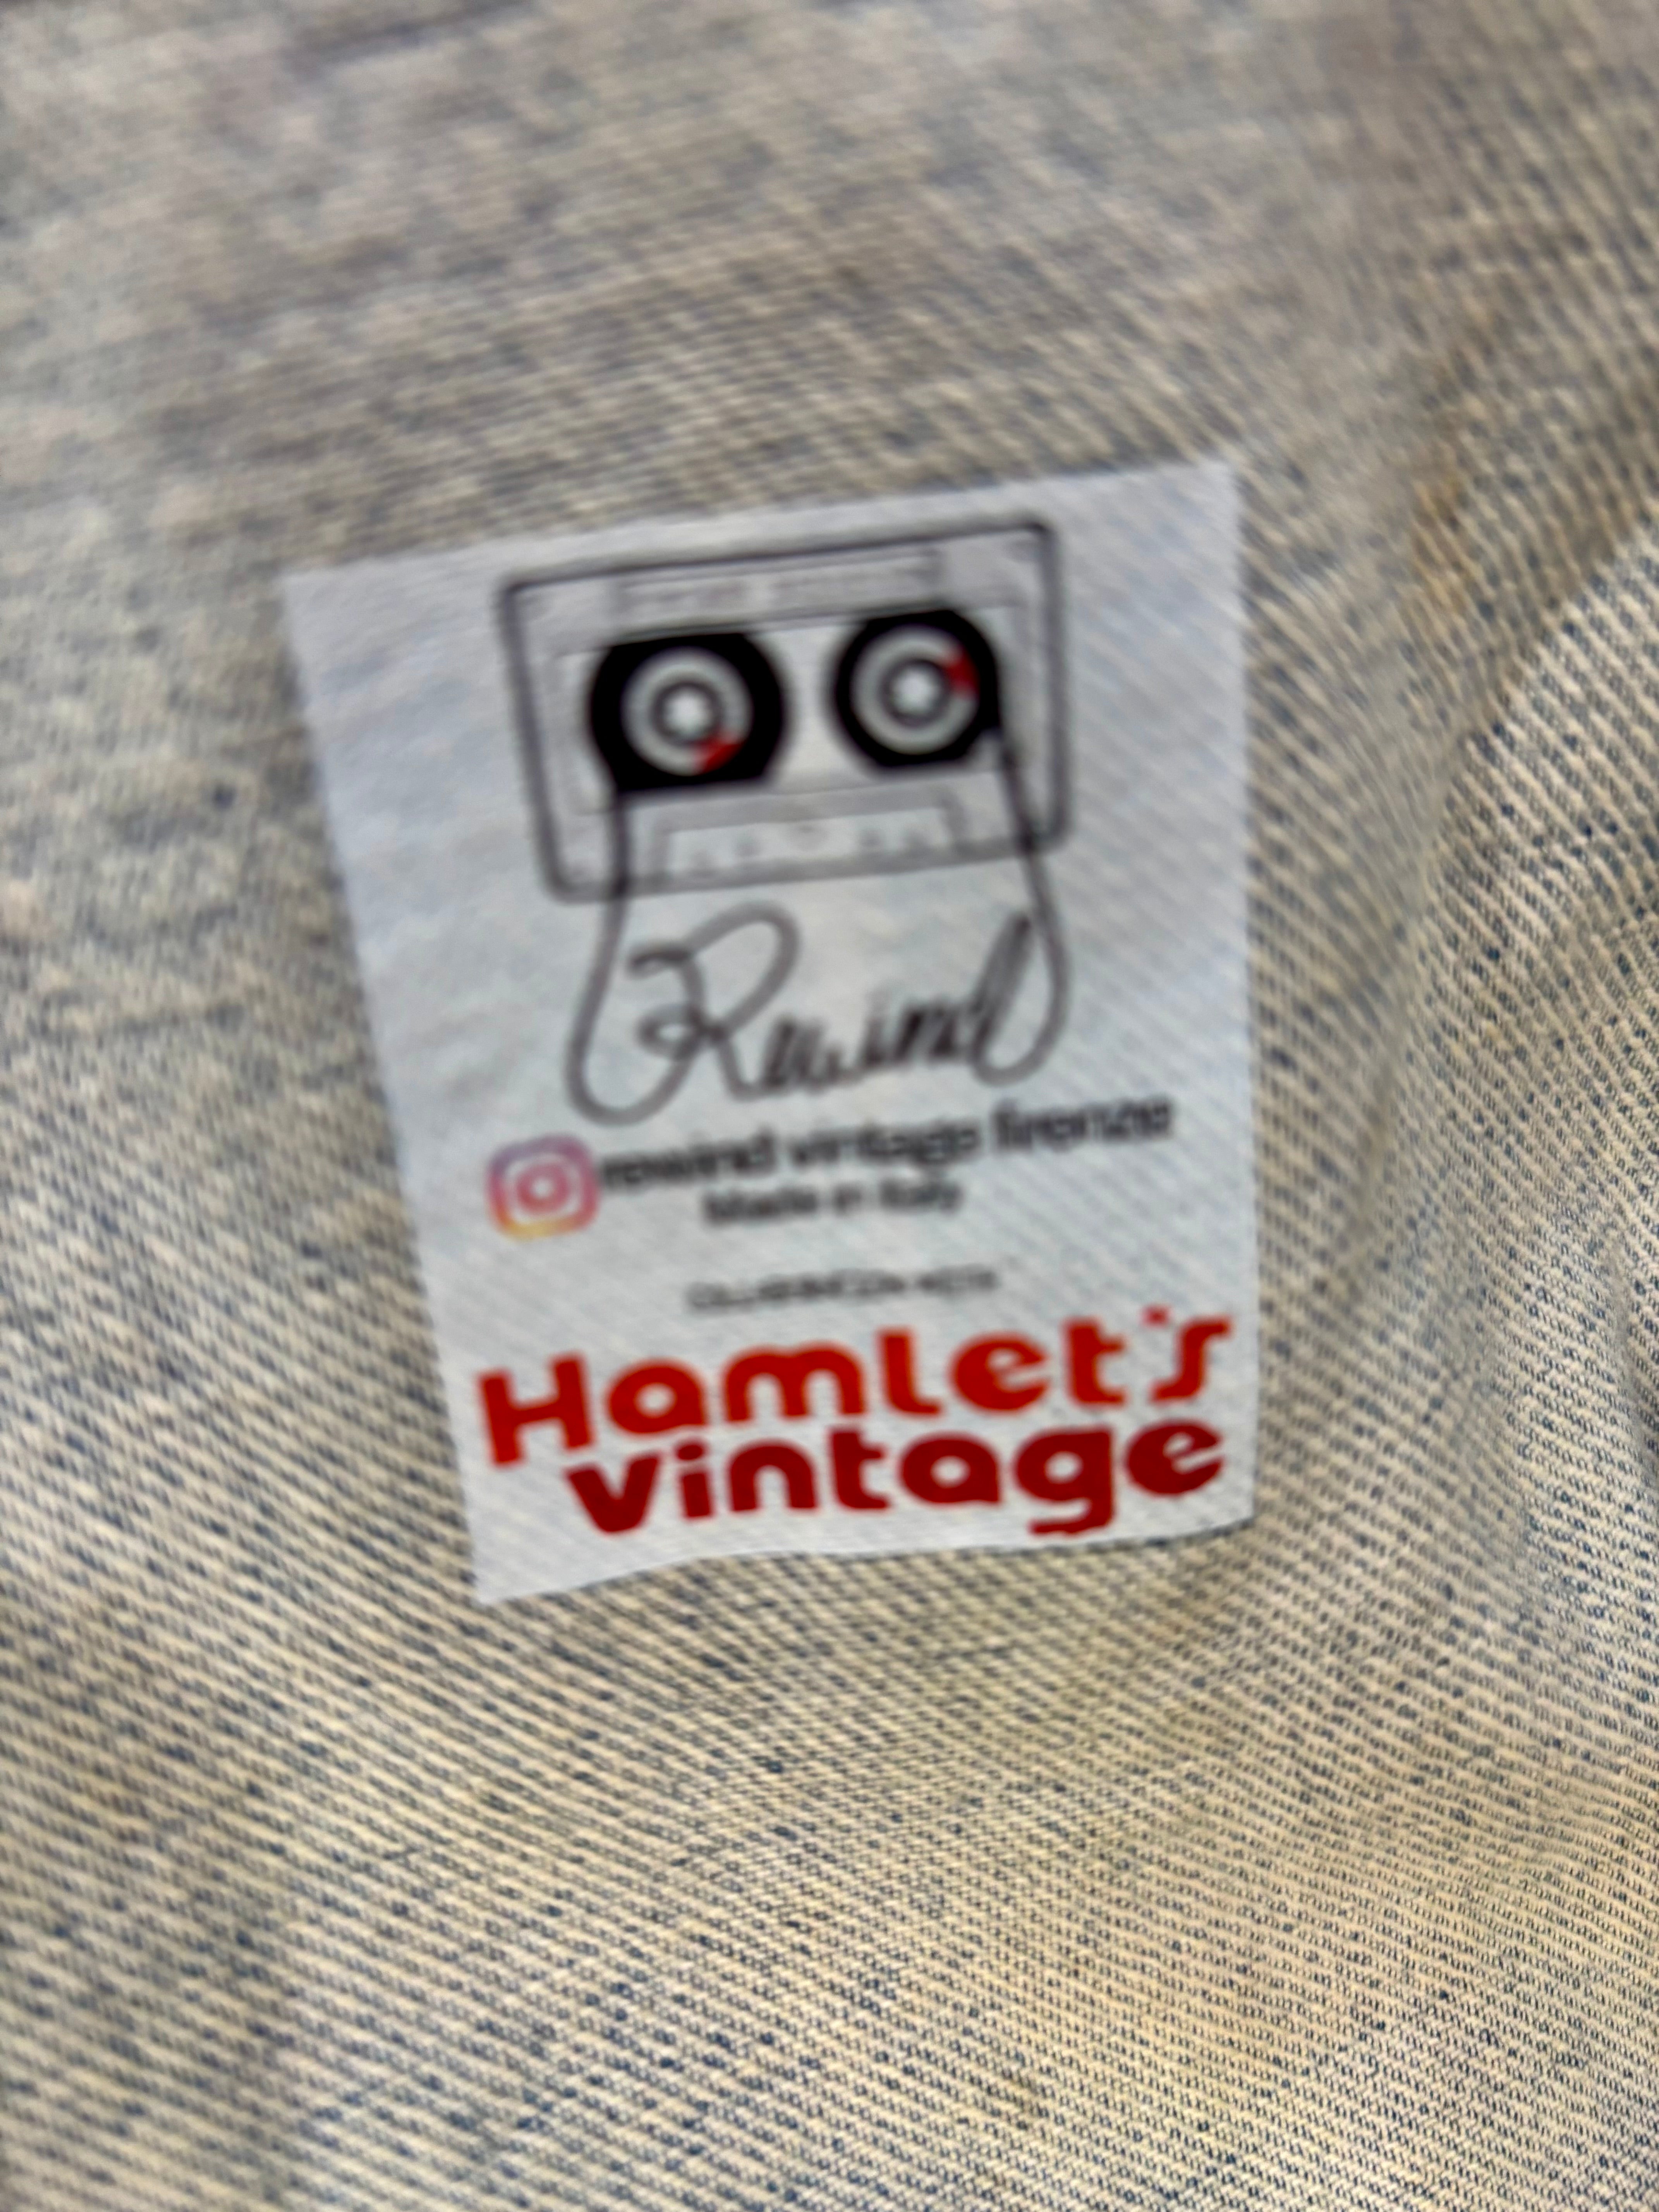 Rewind
rewind vintage firenze
Made in Italy
Hamlet's
vintage